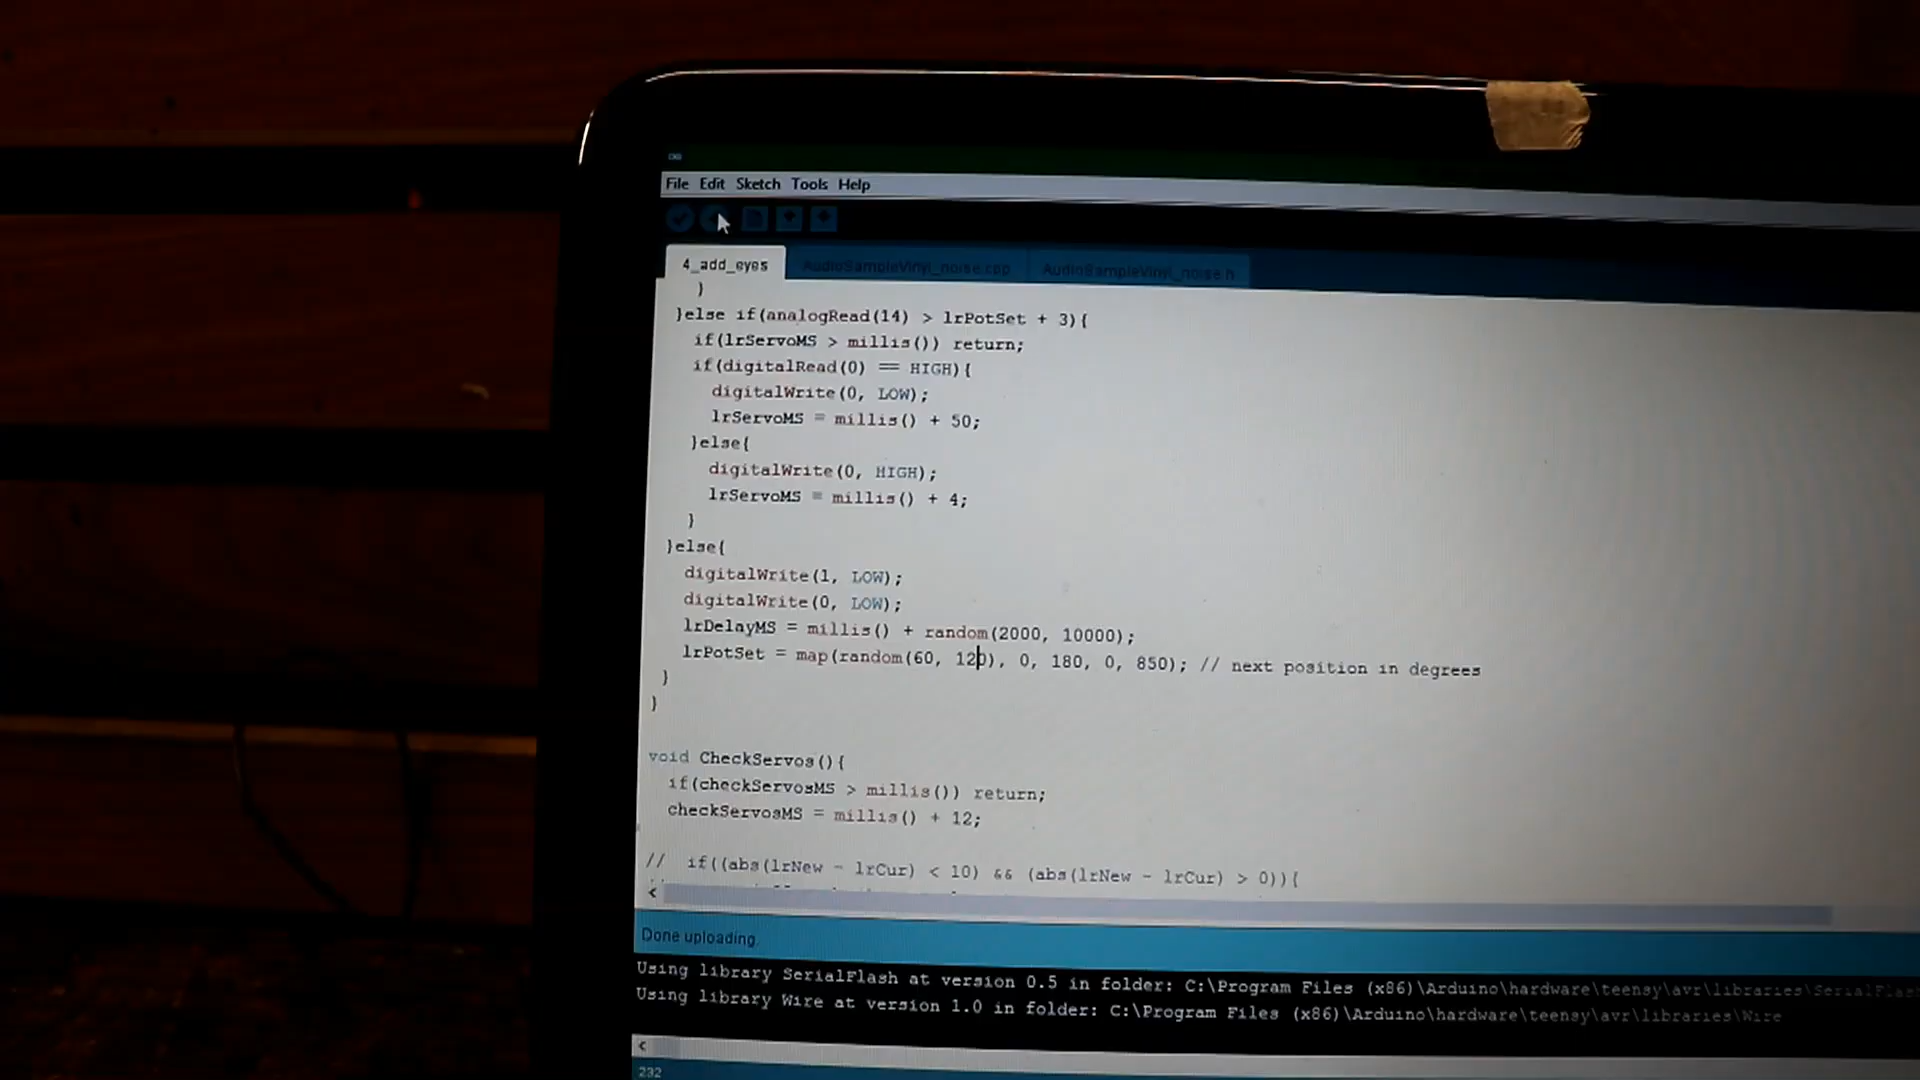 File Edit Sketch Tools Help
4_add_eyes AudioSampleVinyl_noise.cpp AudioSampleVinyl_noise.h
}
}else if(analogRead(14) > lrPotSet + 3){
if(lrServoMS > millis()) return;
if(digitalRead(0) == HIGH){
digitalWrite(0, LOW);
lrServoMS = millis() + 50;
}else{
digitalWrite(0, HIGH);
lrServoMS = millis() + 4;
}
}else{
digitalWrite(1, LOW);
digitalWrite(0, LOW);
lrDelayMS = millis() + random(2000, 10000);
lrPotSet = map(random(60, 120), 0, 180, 0, 850); // next position in degrees
}
}
void CheckServos(){
if(checkServosMS > millis()) return;
checkServosMS = millis() + 12;
// if((abs(lrNew - lrCur) < 10) && (abs(lrNew - lrCur) > 0)){
Done uploading.
Using library SerialFlash at version 0.5 in folder: C:\Program Files (x86)\Arduino\hardware\teensy\avr\libraries\SerialFlash
Using library Wire at version 1.0 in folder: C:\Program Files (x86)\Arduino\hardware\teensy\avr\libraries\Wire
232